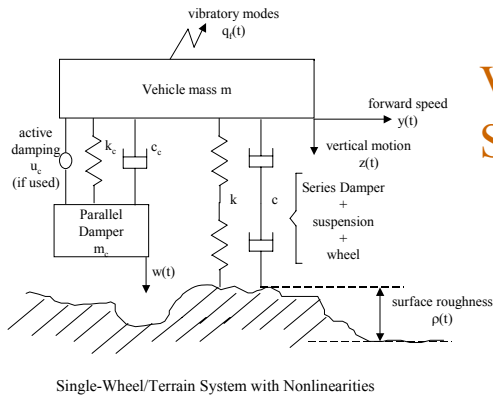 vibratory modes
qᵢ(t)
Vehicle mass m
forward speed
y(t)
vertical motion
z(t)
active
damping
u_c
(if used)
k_c
c_c
k
c
Series Damper
+
suspension
+
wheel
Parallel
Damper
m_c
w(t)
surface roughness
ρ(t)
Single-Wheel/Terrain System with Nonlinearities